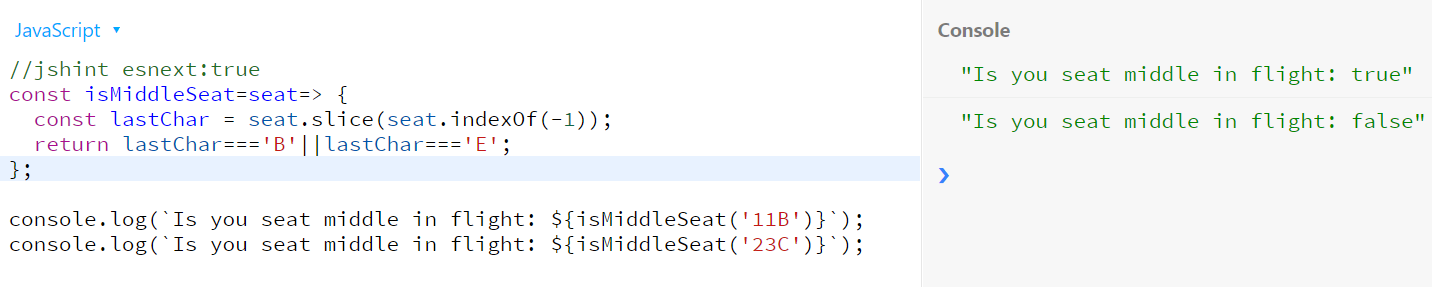 JavaScript ▾
//jshint esnext:true
const isMiddleSeat=seat=> {
  const lastChar = seat.slice(seat.indexOf(-1));
  return lastChar==='B'||lastChar==='E';
};
console.log(`Is you seat middle in flight: ${isMiddleSeat('11B')}`);
console.log(`Is you seat middle in flight: ${isMiddleSeat('23C')}`);
Console
"Is you seat middle in flight: true"
"Is you seat middle in flight: false"
❯